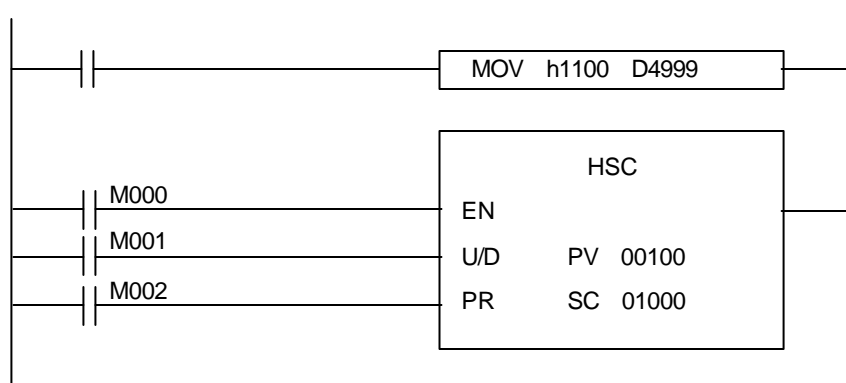 MOV h1100 D4999
HSC
M000
EN
M001
U/D PV 00100
M002
PR SC 01000